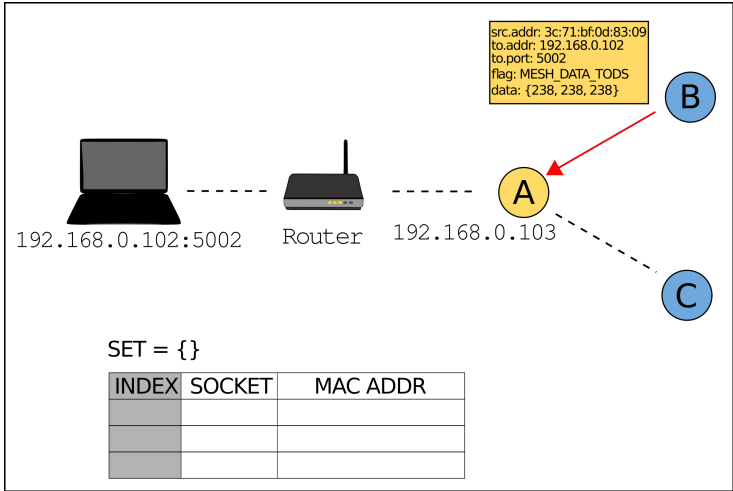 src.addr: 3c:71:bf:0d:83:09
to.addr: 192.168.0.102
to.port: 5002
flag: MESH_DATA_TODS
data: {238, 238, 238}
B
A
192.168.0.102:5002
Router
192.168.0.103
C
SET = {}
INDEX SOCKET MAC ADDR